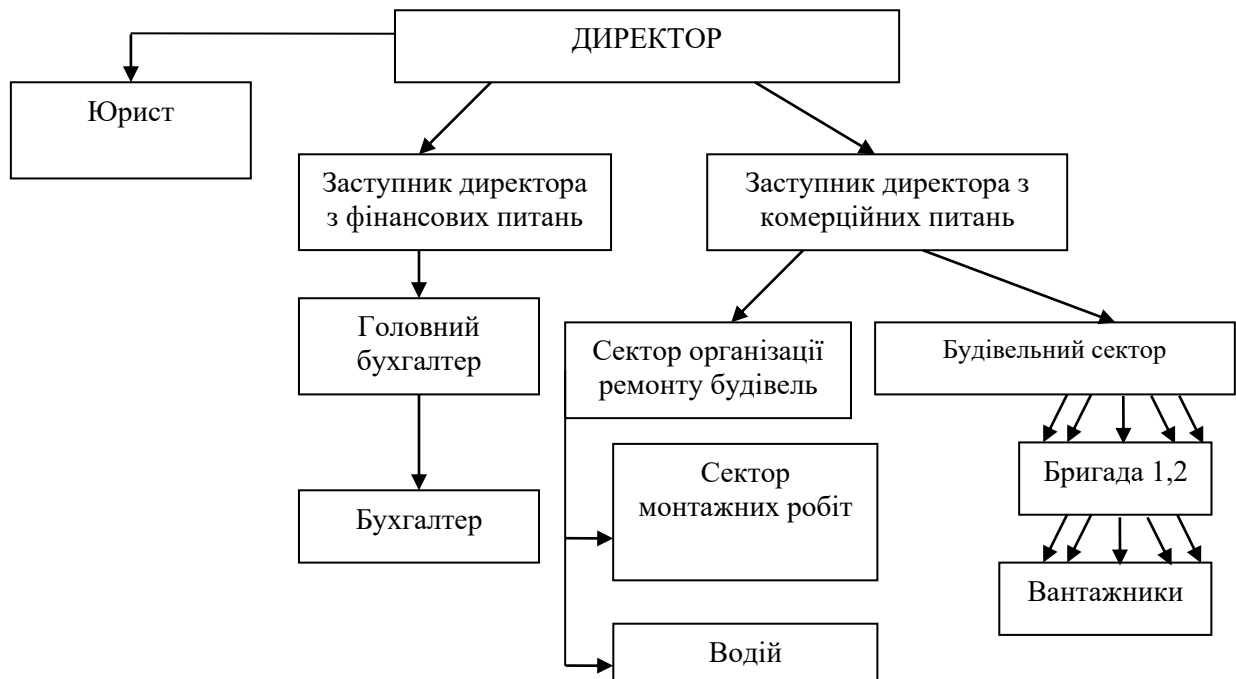 ДИРЕКТОР
Юрист
Заступник директора
з фінансових питань
Заступник директора з
комерційних питань
Головний
бухгалтер
Сектор організації
ремонту будівель
Будівельний сектор
Сектор
монтажних робіт
Бригада 1,2
Бухгалтер
Вантажники
Водій